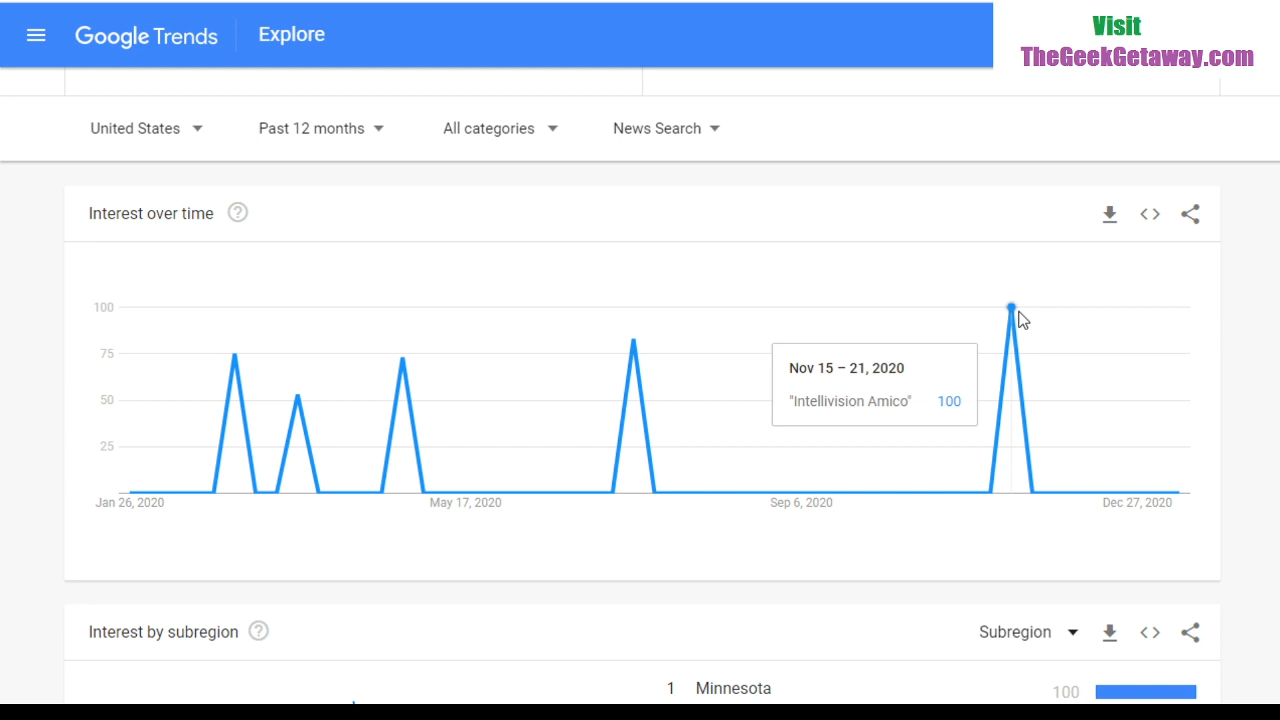 Google Trends Explore
Visit
TheGeekGetaway.com
United States Past 12 months All categories News Search
Interest over time ?
100
75
50
25
Nov 15 – 21, 2020
"Intellivision Amico" 100
Jan 26, 2020 May 17, 2020 Sep 6, 2020 Dec 27, 2020
Interest by subregion ? Subregion
1 Minnesota 100